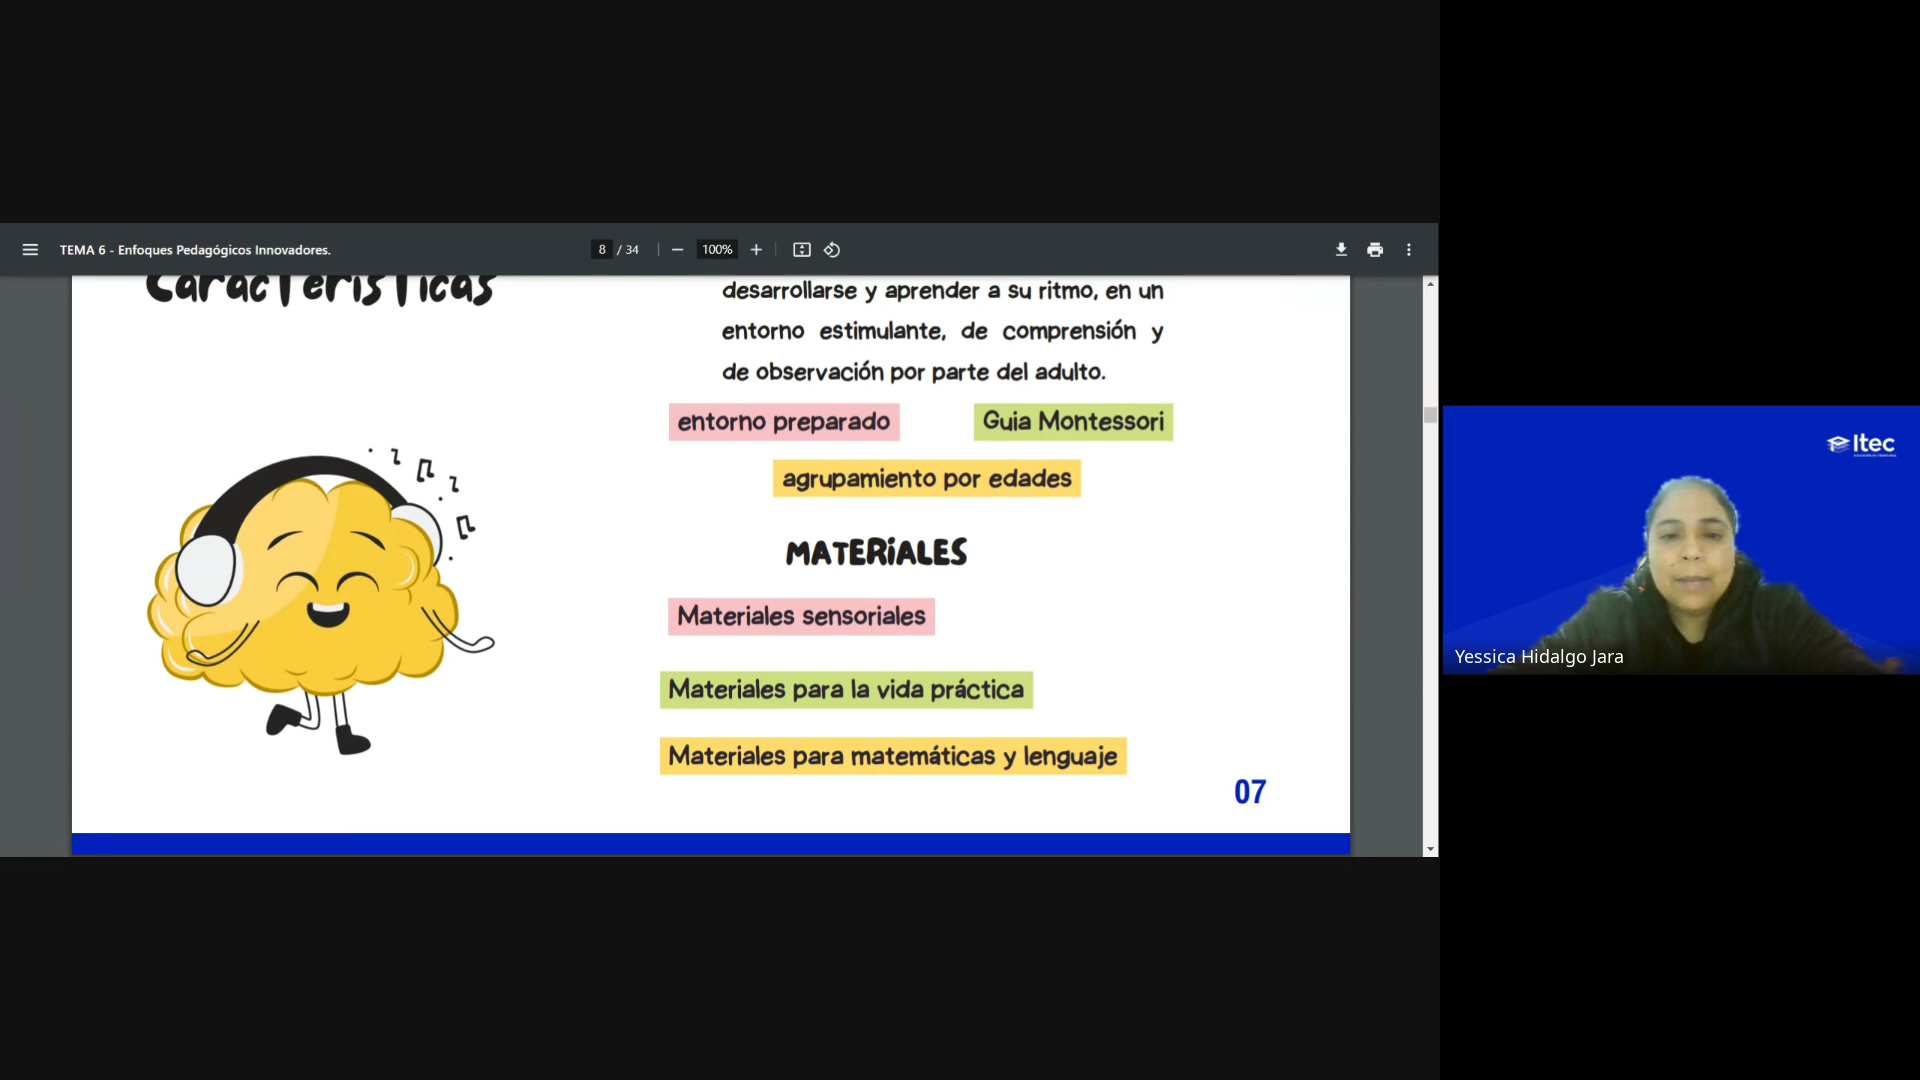 TEMA 6 - Enfoques Pedagógicos Innovadores.
8 / 34
100%
Características
desarrollarse y aprender a su ritmo, en un
entorno estimulante, de comprensión y
de observación por parte del adulto.
entorno preparado
Guia Montessori
agrupamiento por edades
MATERiALES
Materiales sensoriales
Materiales para la vida práctica
Materiales para matemáticas y lenguaje
07
Itec
Yessica Hidalgo Jara